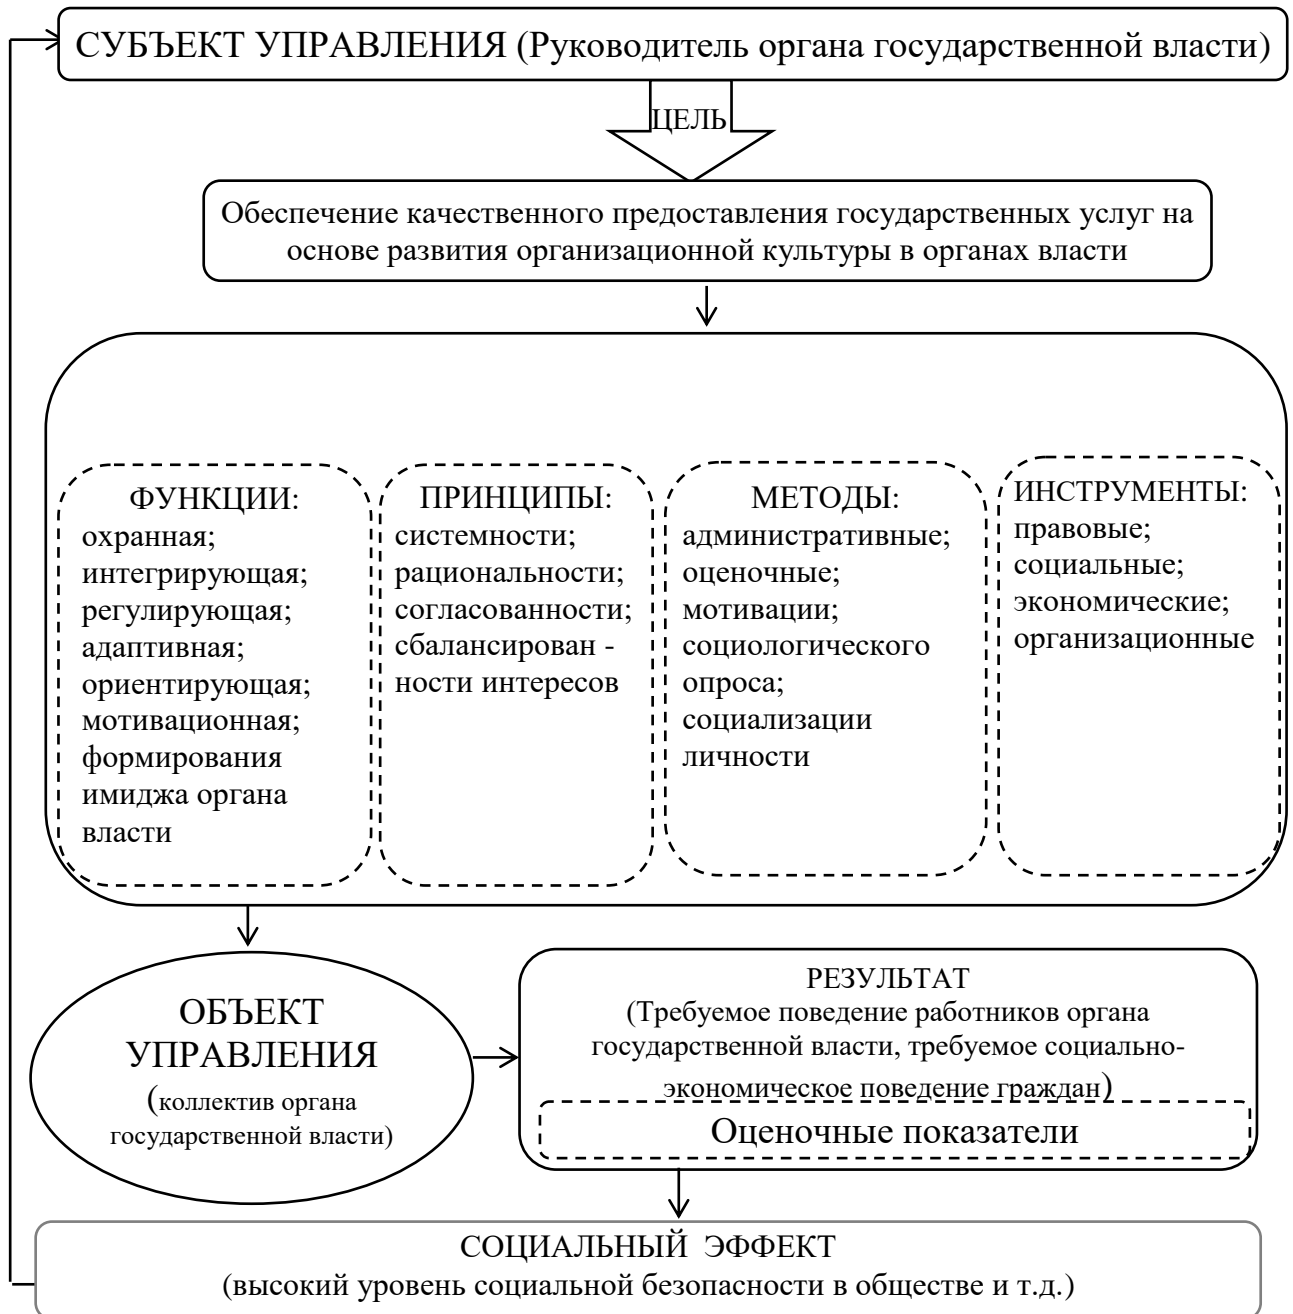 СУБЪЕКТ УПРАВЛЕНИЯ (Руководитель органа государственной власти)
ЦЕЛЬ
Обеспечение качественного предоставления государственных услуг на
основе развития организационной культуры в органах власти
ФУНКЦИИ:
охранная;
интегрирующая;
регулирующая;
адаптивная;
ориентирующая;
мотивационная;
формирования
имиджа органа
власти
ПРИНЦИПЫ:
системности;
рациональности;
согласованности;
сбалансирован -
ности интересов
МЕТОДЫ:
административные;
оценочные;
мотивации;
социологического
опроса;
социализации
личности
ИНСТРУМЕНТЫ:
правовые;
социальные;
экономические;
организационные
ОБЪЕКТ
УПРАВЛЕНИЯ
(коллектив органа
государственной власти)
РЕЗУЛЬТАТ
(Требуемое поведение работников органа
государственной власти, требуемое социально-
экономическое поведение граждан)
Оценочные показатели
СОЦИАЛЬНЫЙ ЭФФЕКТ
(высокий уровень социальной безопасности в обществе и т.д.)